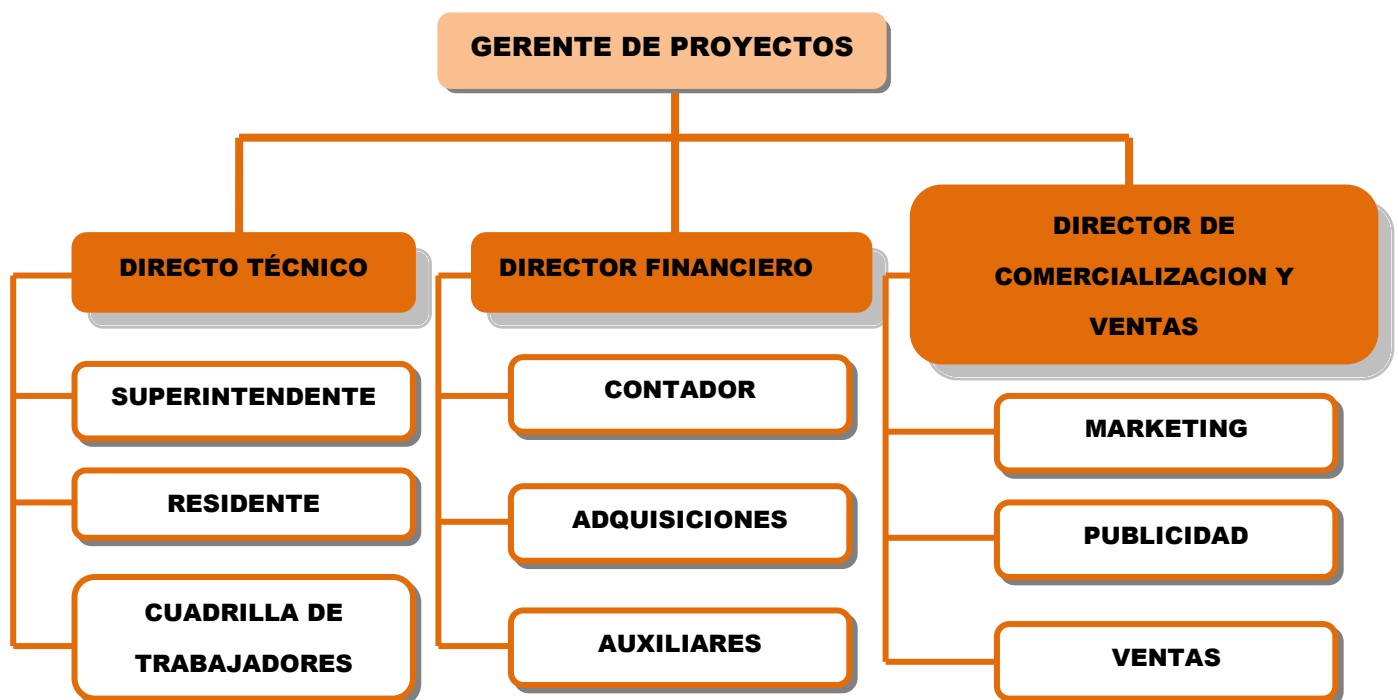 GERENTE DE PROYECTOS
DIRECTO TÉCNICO
SUPERINTENDENTE
RESIDENTE
CUADRILLA DE
TRABAJADORES
DIRECTOR FINANCIERO
CONTADOR
ADQUISICIONES
AUXILIARES
DIRECTOR DE
COMERCIALIZACION Y
VENTAS
MARKETING
PUBLICIDAD
VENTAS